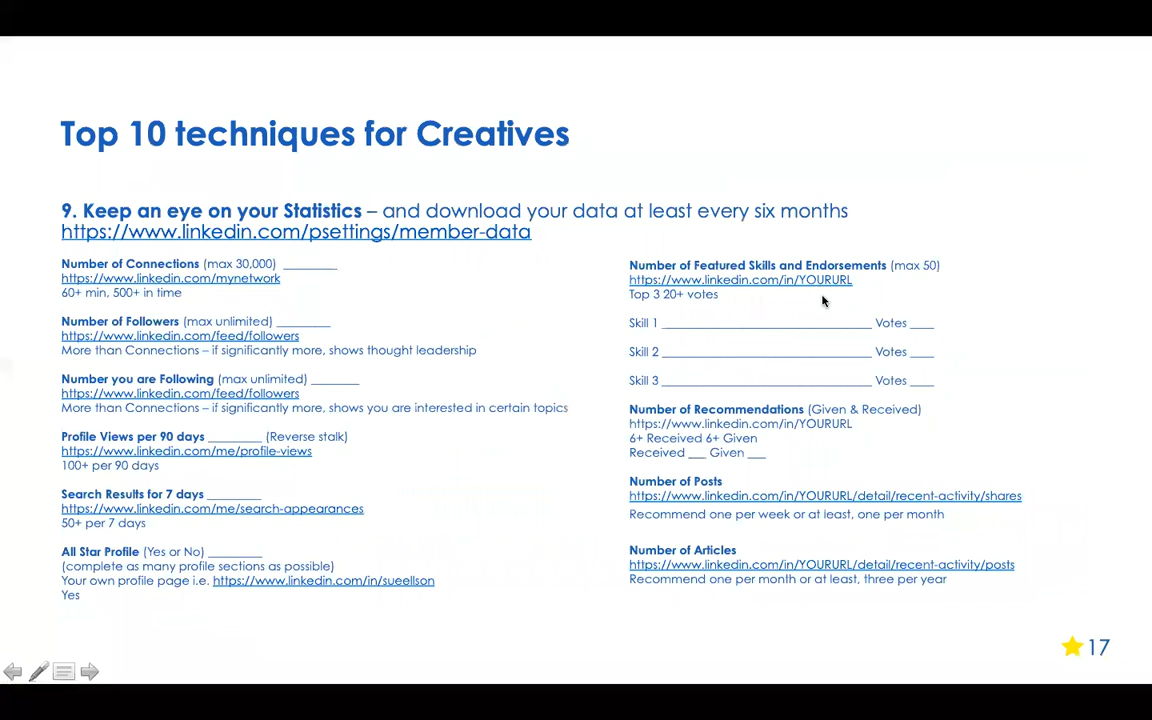 Top 10 techniques for Creatives
9. Keep an eye on your Statistics – and download your data at least every six months
https://www.linkedin.com/psettings/member-data
Number of Connections (max 30,000) ________
https://www.linkedin.com/mynetwork
60+ min, 500+ in time
Number of Followers (max unlimited) ________
https://www.linkedin.com/feed/followers
More than Connections – if significantly more, shows thought leadership
Number you are Following (max unlimited) _______
https://www.linkedin.com/feed/followers
More than Connections – if significantly more, shows you are interested in certain topics
Profile Views per 90 days ________ (Reverse stalk)
https://www.linkedin.com/me/profile-views
100+ per 90 days
Search Results for 7 days ________
https://www.linkedin.com/me/search-appearances
50+ per 7 days
All Star Profile (Yes or No) ________
(complete as many profile sections as possible)
Your own profile page i.e. https://www.linkedin.com/in/sueellson
Yes
Number of Featured Skills and Endorsements (max 50)
https://www.linkedin.com/in/YOURURL
Top 3 20+ votes
Skill 1 ________________________________ Votes ____
Skill 2 ________________________________ Votes ____
Skill 3 ________________________________ Votes ____
Number of Recommendations (Given & Received)
https://www.linkedin.com/in/YOURURL
6+ Received 6+ Given
Received ___ Given ___
Number of Posts
https://www.linkedin.com/in/YOURURL/detail/recent-activity/shares
Recommend one per week or at least, one per month
Number of Articles
https://www.linkedin.com/in/YOURURL/detail/recent-activity/posts
Recommend one per month or at least, three per year
17